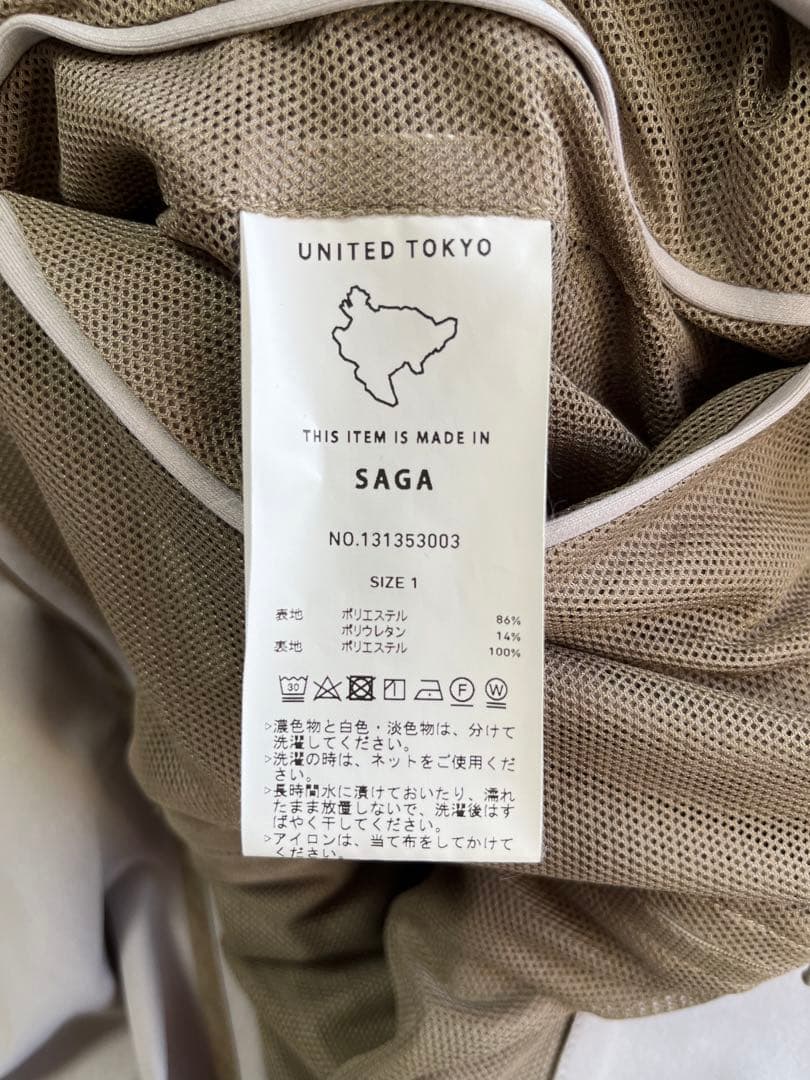 UNITED TOKYO
THIS ITEM IS MADE IN
SAGA
NO.131353003
SIZE 1
表地 ポリエステル 86%
ポリウレタン 14%
裏地 ポリエステル 100%
30 F W
▷濃色物と白色・淡色物は、分けて
洗濯してください。
▷洗濯の時は、ネットをご使用くだ
さい。
▷長時間水に漬けておいたり、濡れ
たまま放置しないで、洗濯後はす
ばやく干してください。
▷アイロンは、当て布をしてかけて
ください。